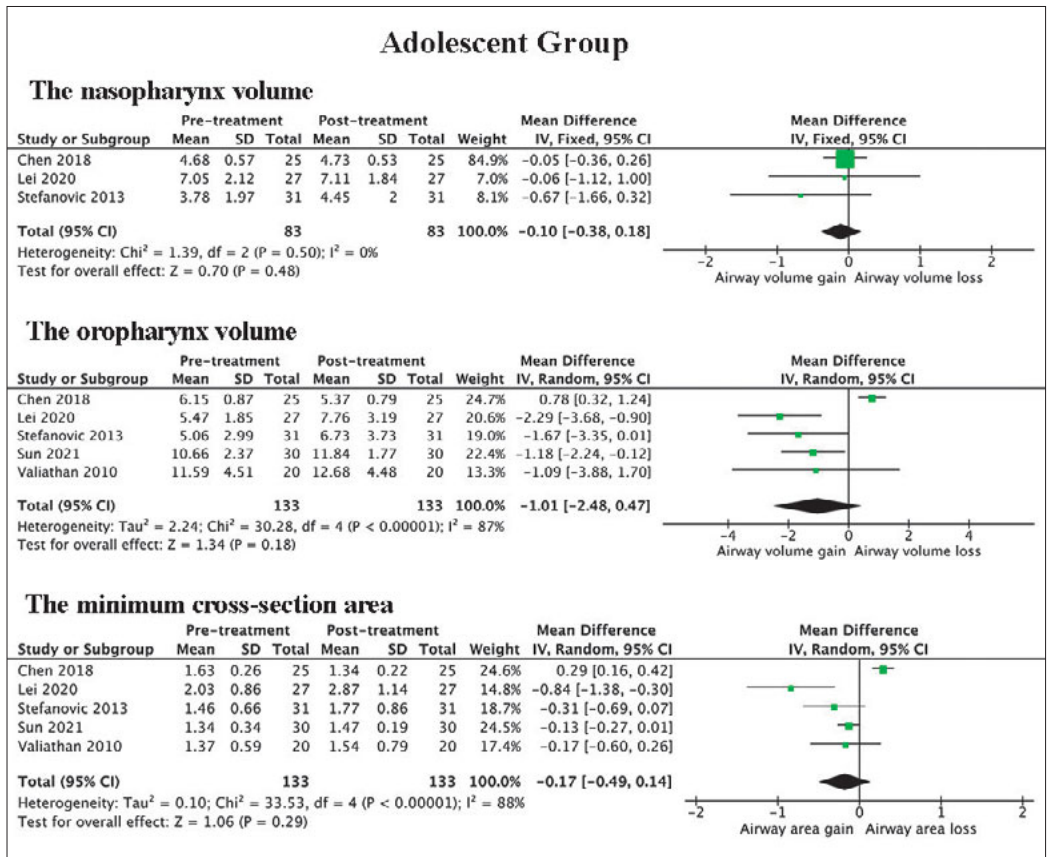 Adolescent Group
The nasopharynx volume
Pre-treatment Post-treatment Mean Difference Mean Difference
Study or Subgroup Mean SD Total Mean SD Total Weight IV, Fixed, 95% CI IV, Fixed, 95% CI
Chen 2018 4.68 0.57 25 4.73 0.53 25 84.9% −0.05 [−0.36, 0.26]
Lei 2020 7.05 2.12 27 7.11 1.84 27 7.0% −0.06 [−1.12, 1.00]
Stefanovic 2013 3.78 1.97 31 4.45 2 31 8.1% −0.67 [−1.66, 0.32]
Total (95% CI) 83 83 100.0% −0.10 [−0.38, 0.18]
Heterogeneity: Chi² = 1.39, df = 2 (P = 0.50); I² = 0%
Test for overall effect: Z = 0.70 (P = 0.48)
−2 −1 0 1 2
Airway volume gain Airway volume loss
The oropharynx volume
Pre-treatment Post-treatment Mean Difference Mean Difference
Study or Subgroup Mean SD Total Mean SD Total Weight IV, Random, 95% CI IV, Random, 95% CI
Chen 2018 6.15 0.87 25 5.37 0.79 25 24.7% 0.78 [0.32, 1.24]
Lei 2020 5.47 1.85 27 7.76 3.19 27 20.6% −2.29 [−3.68, −0.90]
Stefanovic 2013 5.06 2.99 31 6.73 3.73 31 19.0% −1.67 [−3.35, 0.01]
Sun 2021 10.66 2.37 30 11.84 1.77 30 22.4% −1.18 [−2.24, −0.12]
Valiathan 2010 11.59 4.51 20 12.68 4.48 20 13.3% −1.09 [−3.88, 1.70]
Total (95% CI) 133 133 100.0% −1.01 [−2.48, 0.47]
Heterogeneity: Tau² = 2.24; Chi² = 30.28, df = 4 (P < 0.00001); I² = 87%
Test for overall effect: Z = 1.34 (P = 0.18)
−4 −2 0 2 4
Airway volume gain Airway volume loss
The minimum cross-section area
Pre-treatment Post-treatment Mean Difference Mean Difference
Study or Subgroup Mean SD Total Mean SD Total Weight IV, Random, 95% CI IV, Random, 95% CI
Chen 2018 1.63 0.26 25 1.34 0.22 25 24.6% 0.29 [0.16, 0.42]
Lei 2020 2.03 0.86 27 2.87 1.14 27 14.8% −0.84 [−1.38, −0.30]
Stefanovic 2013 1.46 0.66 31 1.77 0.86 31 18.7% −0.31 [−0.69, 0.07]
Sun 2021 1.34 0.34 30 1.47 0.19 30 24.5% −0.13 [−0.27, 0.01]
Valiathan 2010 1.37 0.59 20 1.54 0.79 20 17.4% −0.17 [−0.60, 0.26]
Total (95% CI) 133 133 100.0% −0.17 [−0.49, 0.14]
Heterogeneity: Tau² = 0.10; Chi² = 33.53, df = 4 (P < 0.00001); I² = 88%
Test for overall effect: Z = 1.06 (P = 0.29)
−2 −1 0 1 2
Airway area gain Airway area loss